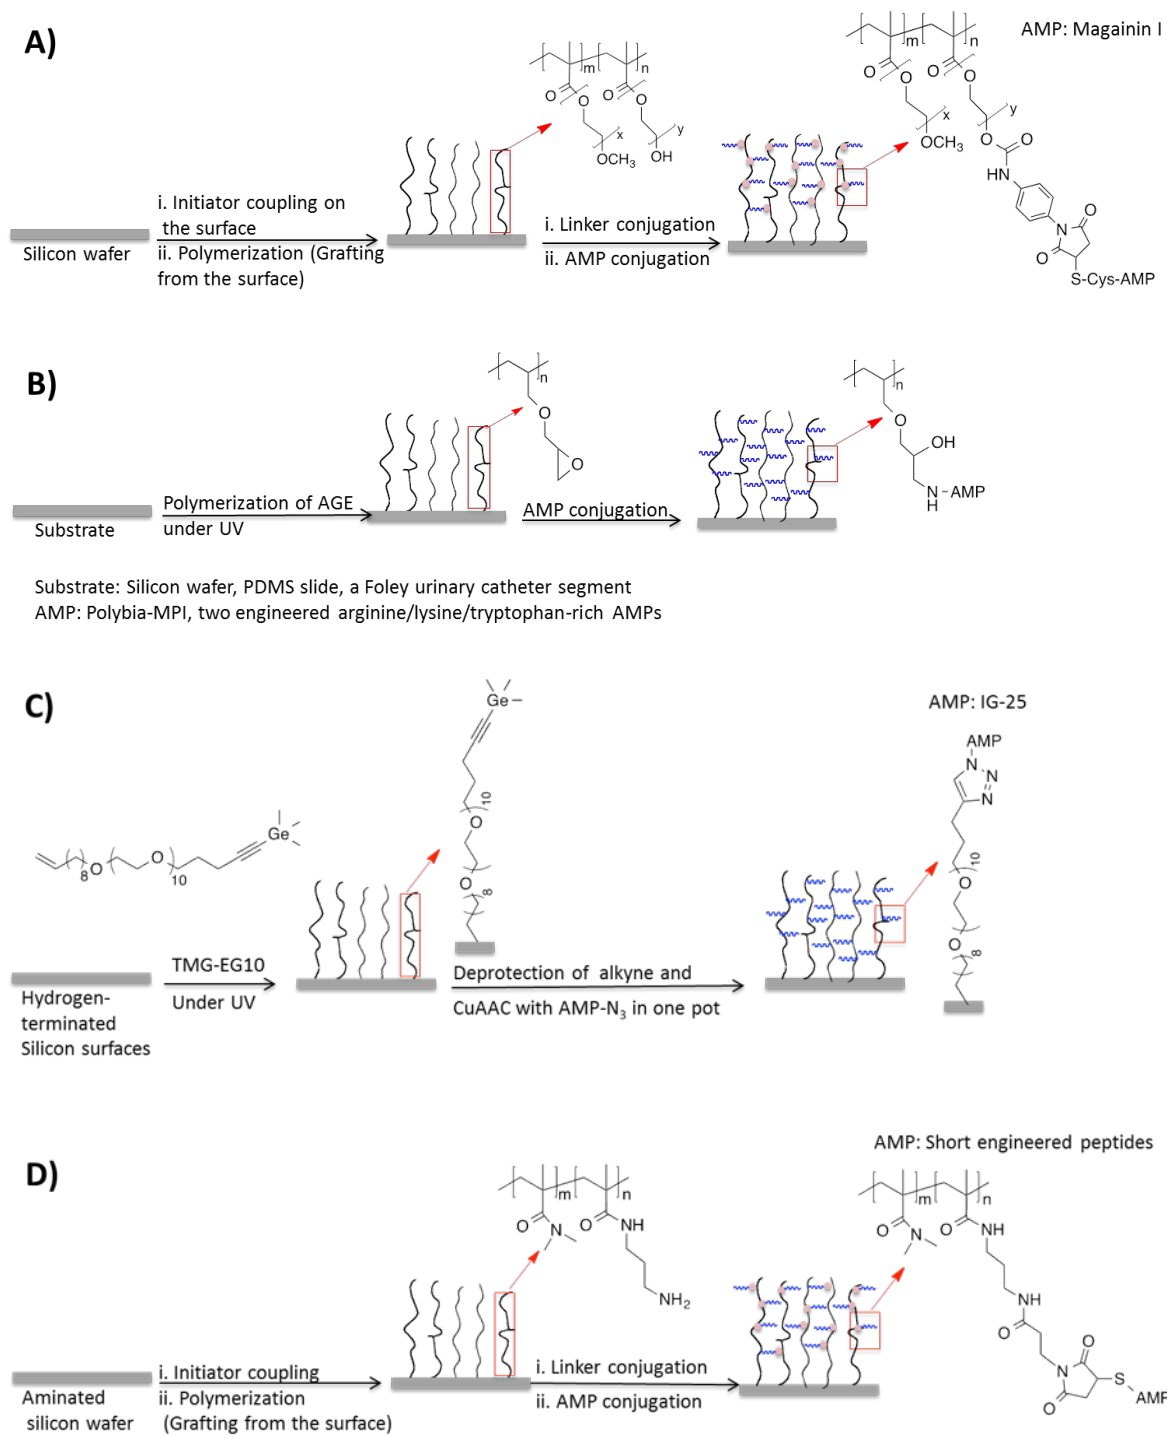 A)
AMP: Magainin I
m
n
O
O
O
O
x
y
OCH3
OH
m
n
O
O
O
O
x
y
OCH3
O
O
HN
O
N
O
S-Cys-AMP
i. Initiator coupling on
the surface
ii. Polymerization (Grafting
from the surface)
Silicon wafer
i. Linker conjugation
ii. AMP conjugation
B)
n
O
O
n
O
OH
N-AMP
H
Polymerization of AGE
under UV
Substrate
AMP conjugation
Substrate: Silicon wafer, PDMS slide, a Foley urinary catheter segment
AMP: Polybia-MPI, two engineered arginine/lysine/tryptophan-rich AMPs
C)
AMP: IG-25
Ge
10
O
O
8
AMP
N
N
N
10
O
O
8
8
O
O
10
Ge
TMG-EG10
Under UV
Hydrogen-
terminated
Silicon surfaces
Deprotection of alkyne and
CuAAC with AMP-N3 in one pot
D)
AMP: Short engineered peptides
m
n
O
N
O
NH
NH2
m
n
O
N
O
NH
NH
O
O
N
O
S
AMP
i. Initiator coupling
ii. Polymerization
(Grafting from the surface)
Aminated
silicon wafer
i. Linker conjugation
ii. AMP conjugation